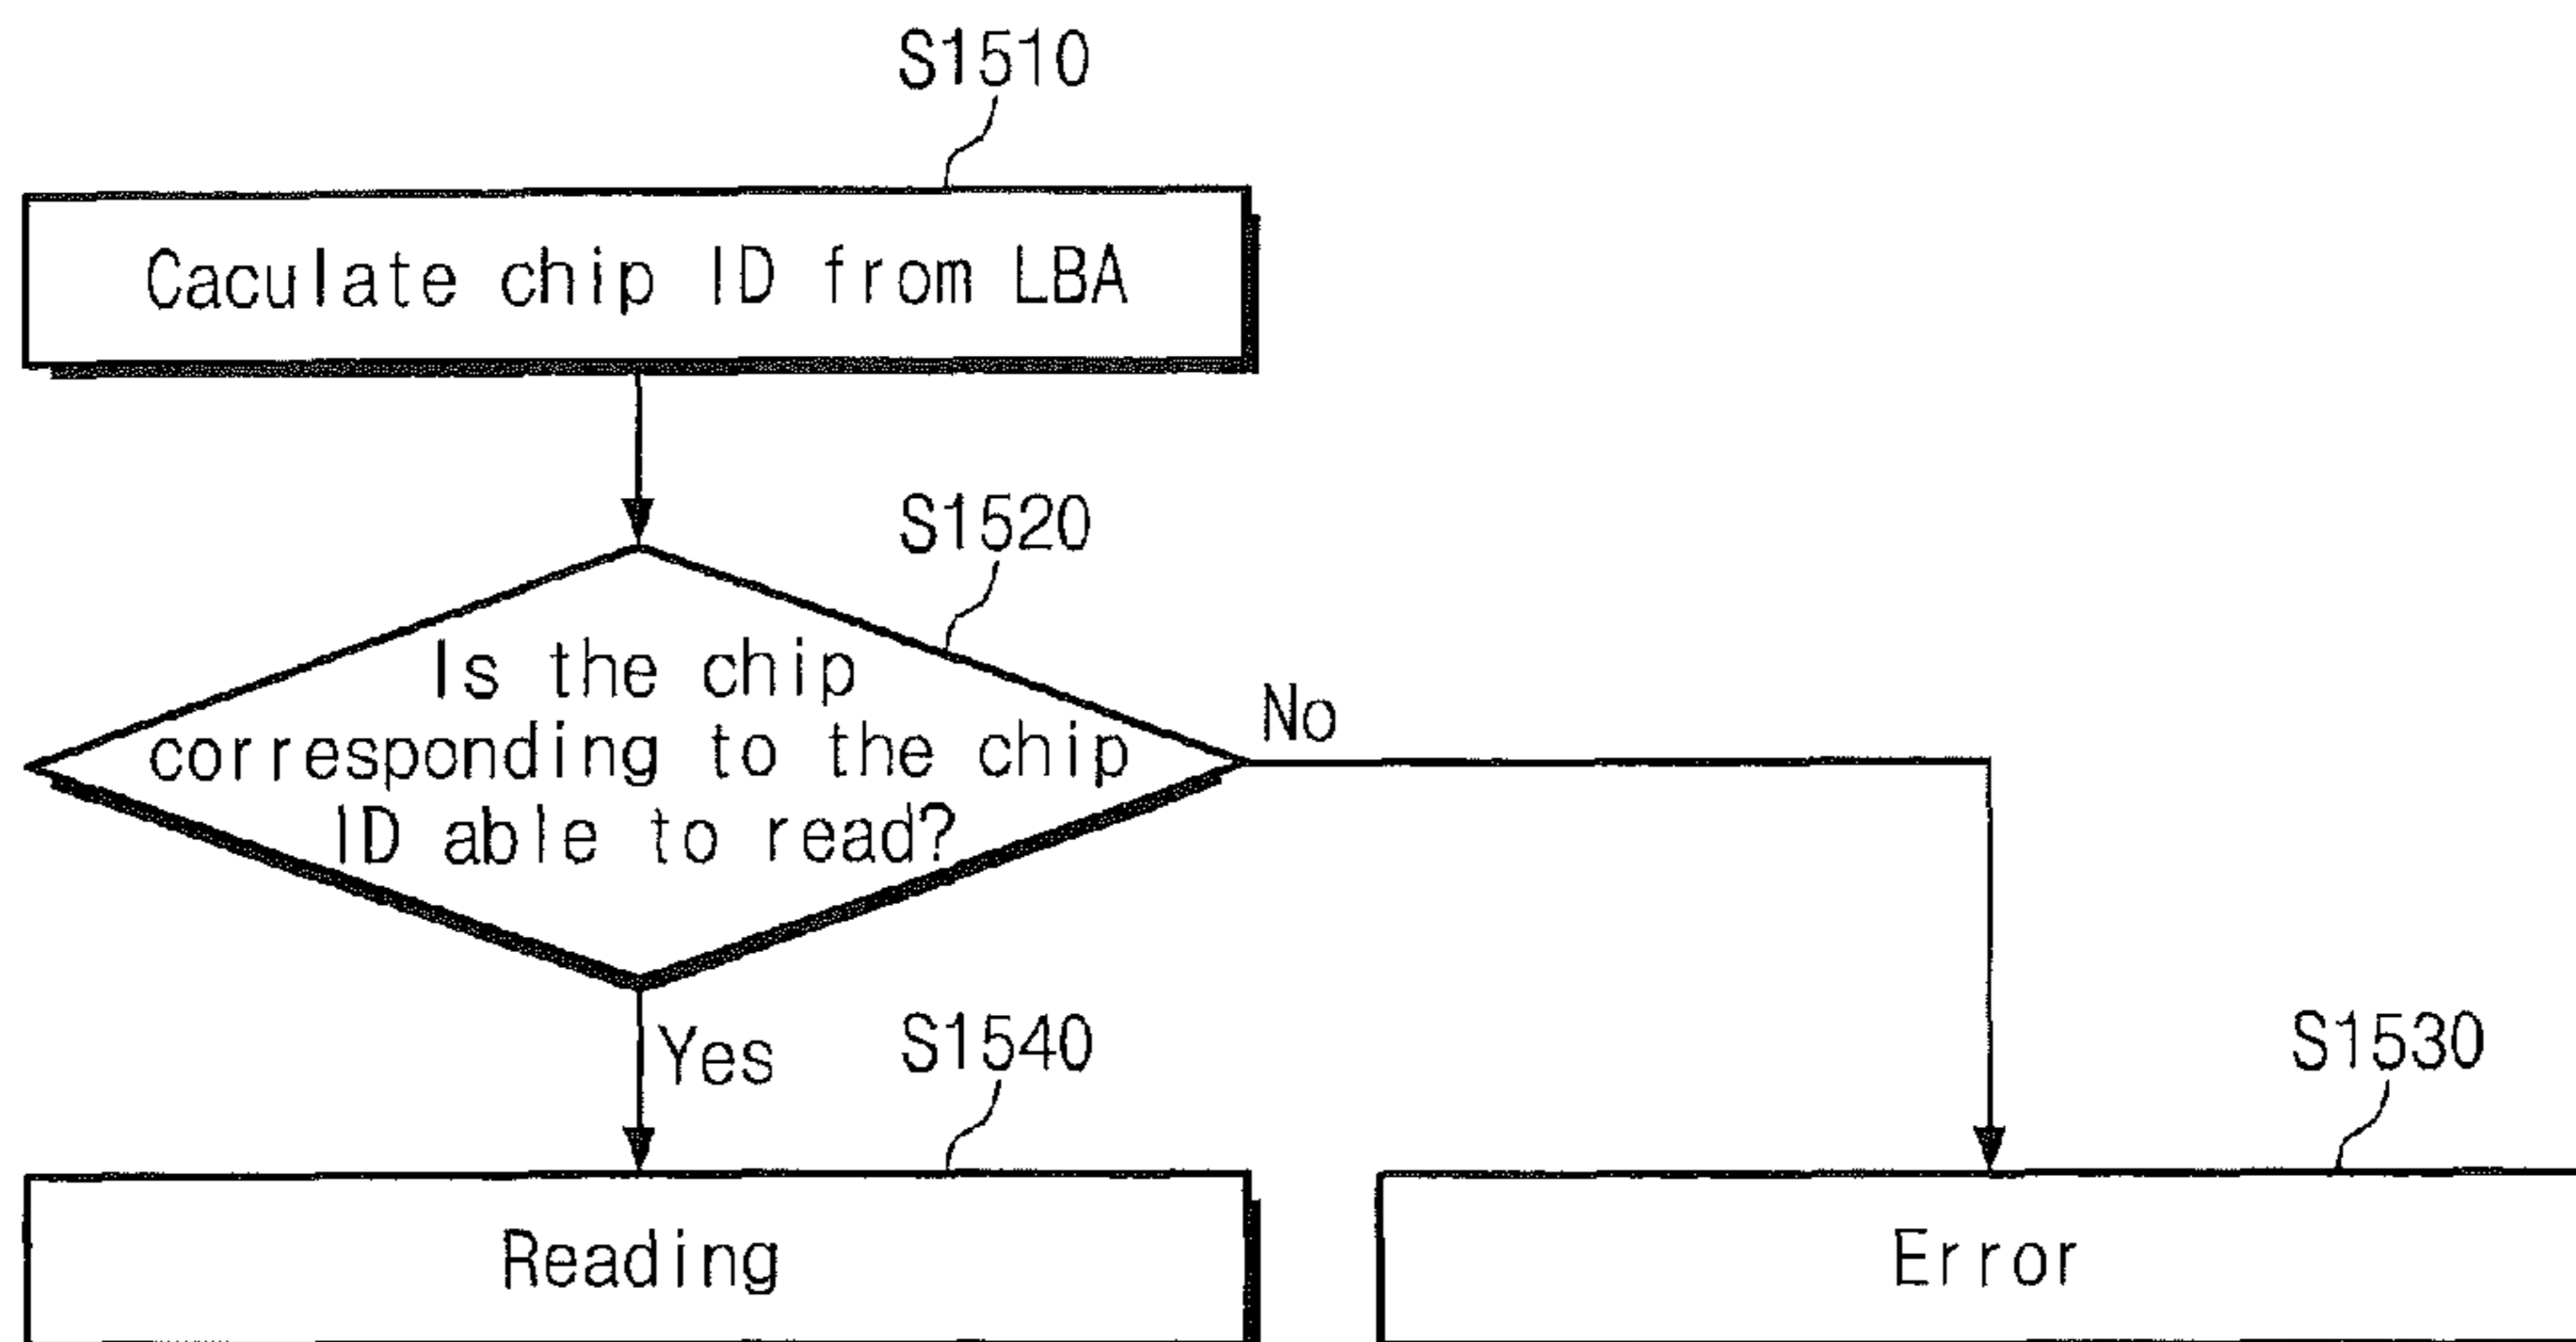 S1510
Caculate chip ID from LBA
S1520
Is the chip
corresponding to the chip
ID able to read?
No
Yes
S1540
S1530
Reading
Error